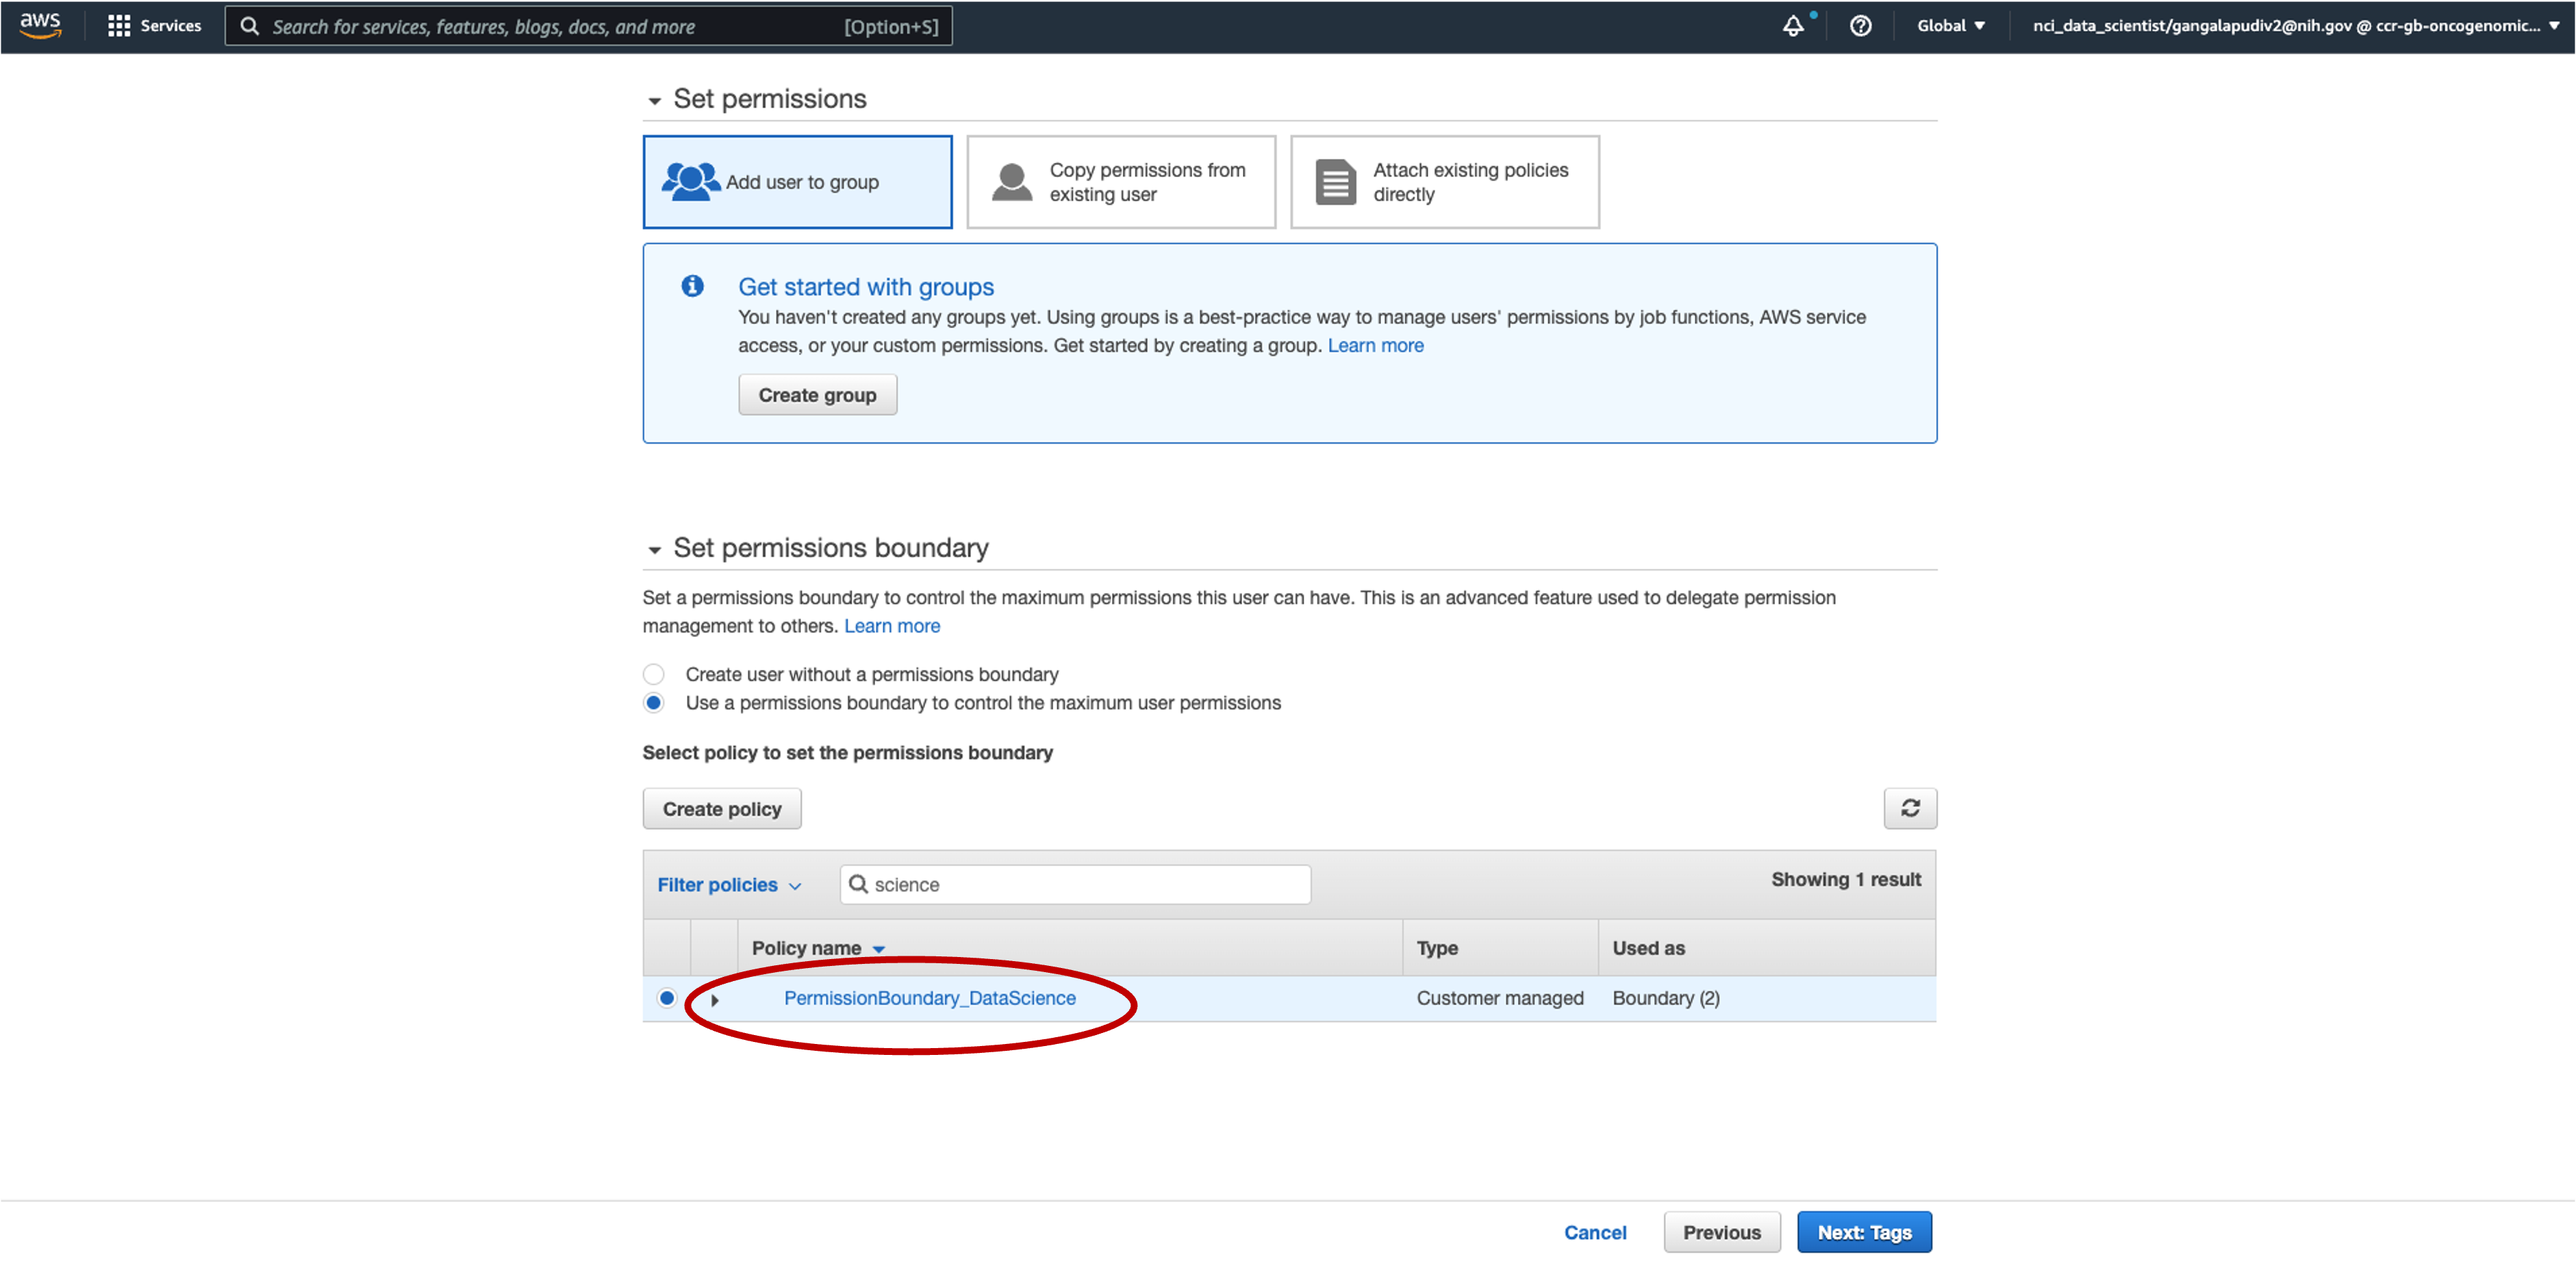 aws
Services
Search for services, features, blogs, docs, and more
[Option+S]
Global
nci_data_scientist/gangalapudiv2@nih.gov @ ccr-gb-oncogenomic...
Set permissions
Add user to group
Copy permissions from
existing user
Attach existing policies
directly
Get started with groups
You haven't created any groups yet. Using groups is a best-practice way to manage users' permissions by job functions, AWS service
access, or your custom permissions. Get started by creating a group. Learn more
Create group
Set permissions boundary
Set a permissions boundary to control the maximum permissions this user can have. This is an advanced feature used to delegate permission
management to others. Learn more
Create user without a permissions boundary
Use a permissions boundary to control the maximum user permissions
Select policy to set the permissions boundary
Create policy
Filter policies
science
Showing 1 result
Policy name
Type
Used as
PermissionBoundary_DataScience
Customer managed
Boundary (2)
Cancel
Previous
Next: Tags